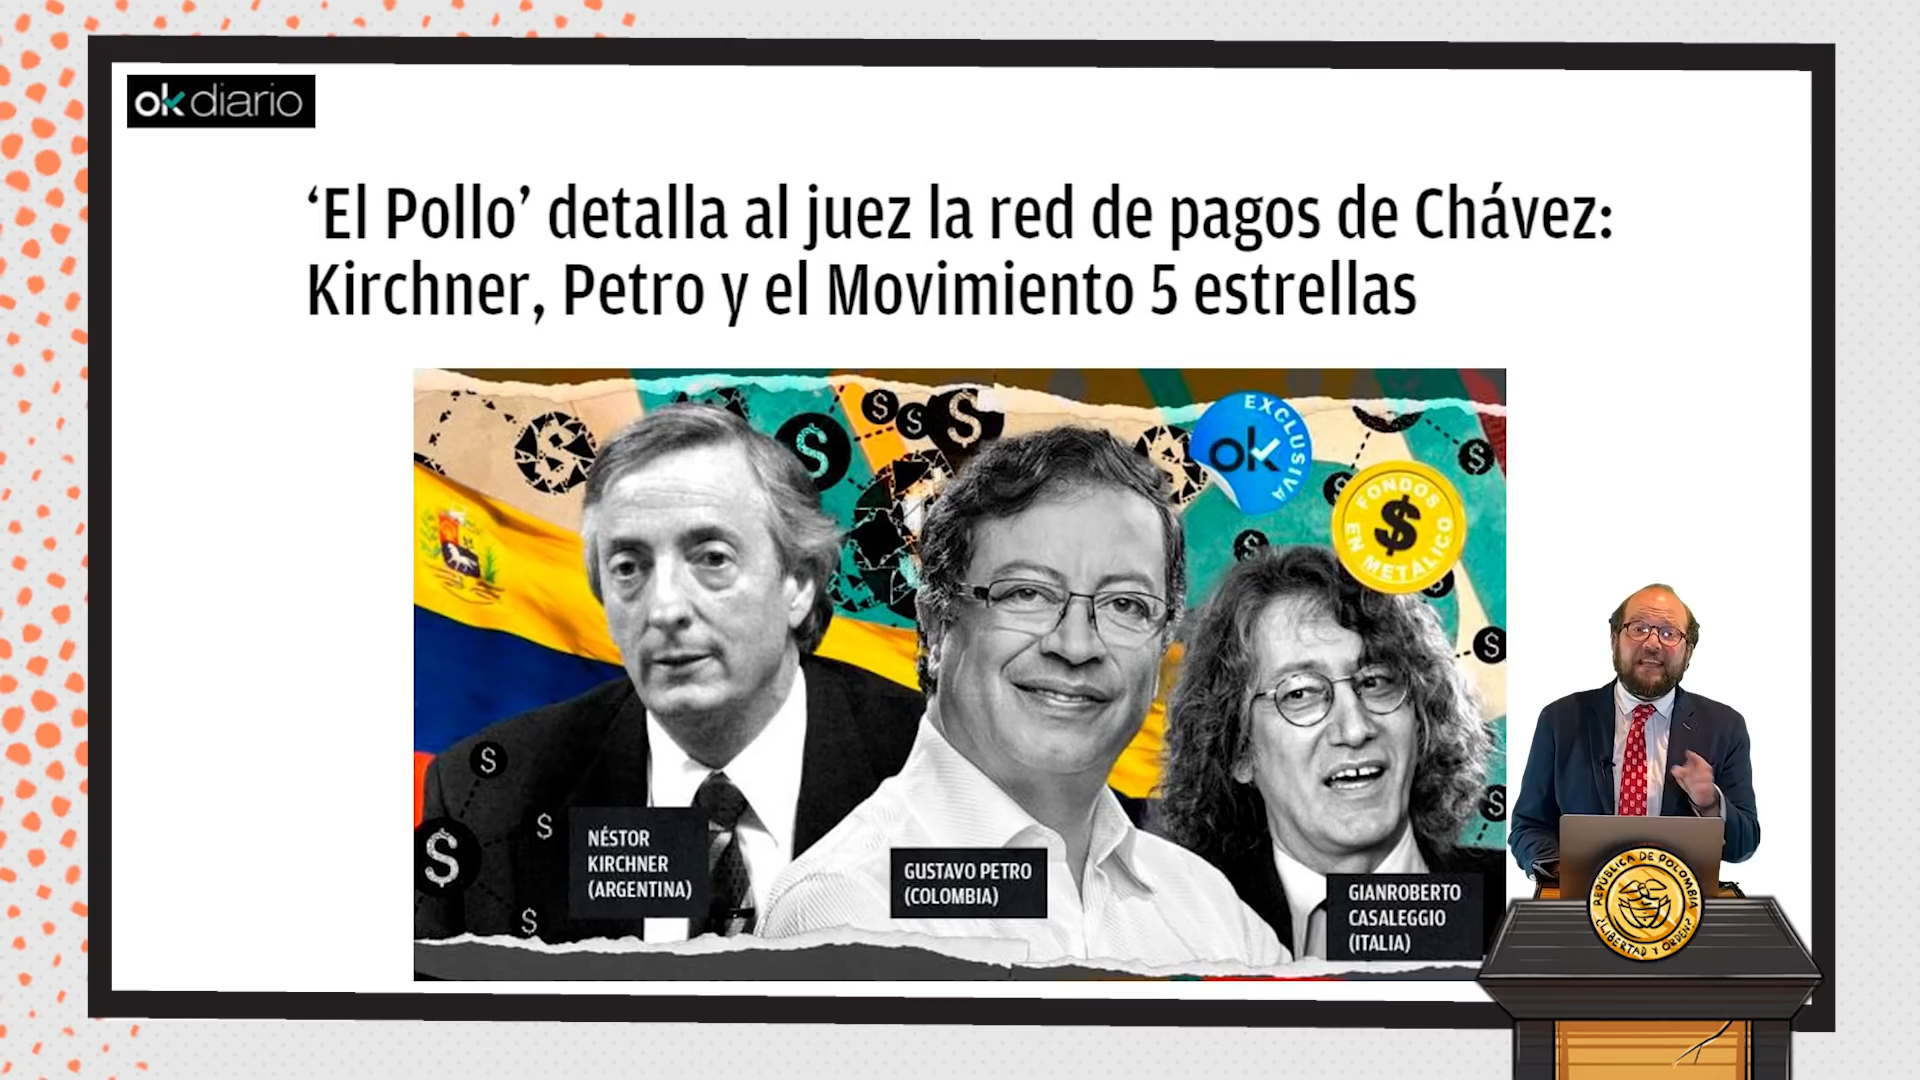 okdiario
‘El Pollo’ detalla al juez la red de pagos de Chávez:
Kirchner, Petro y el Movimiento 5 estrellas
EXCLUSIVA
ok
FONDOS
$
EN METÁLICO
NÉSTOR
KIRCHNER
(ARGENTINA)
GUSTAVO PETRO
(COLOMBIA)
GIANROBERTO
CASALEGGIO
(ITALIA)
REPÚBLICA DE POLOMBIA
¿LIBERTAD Y ORDEN?